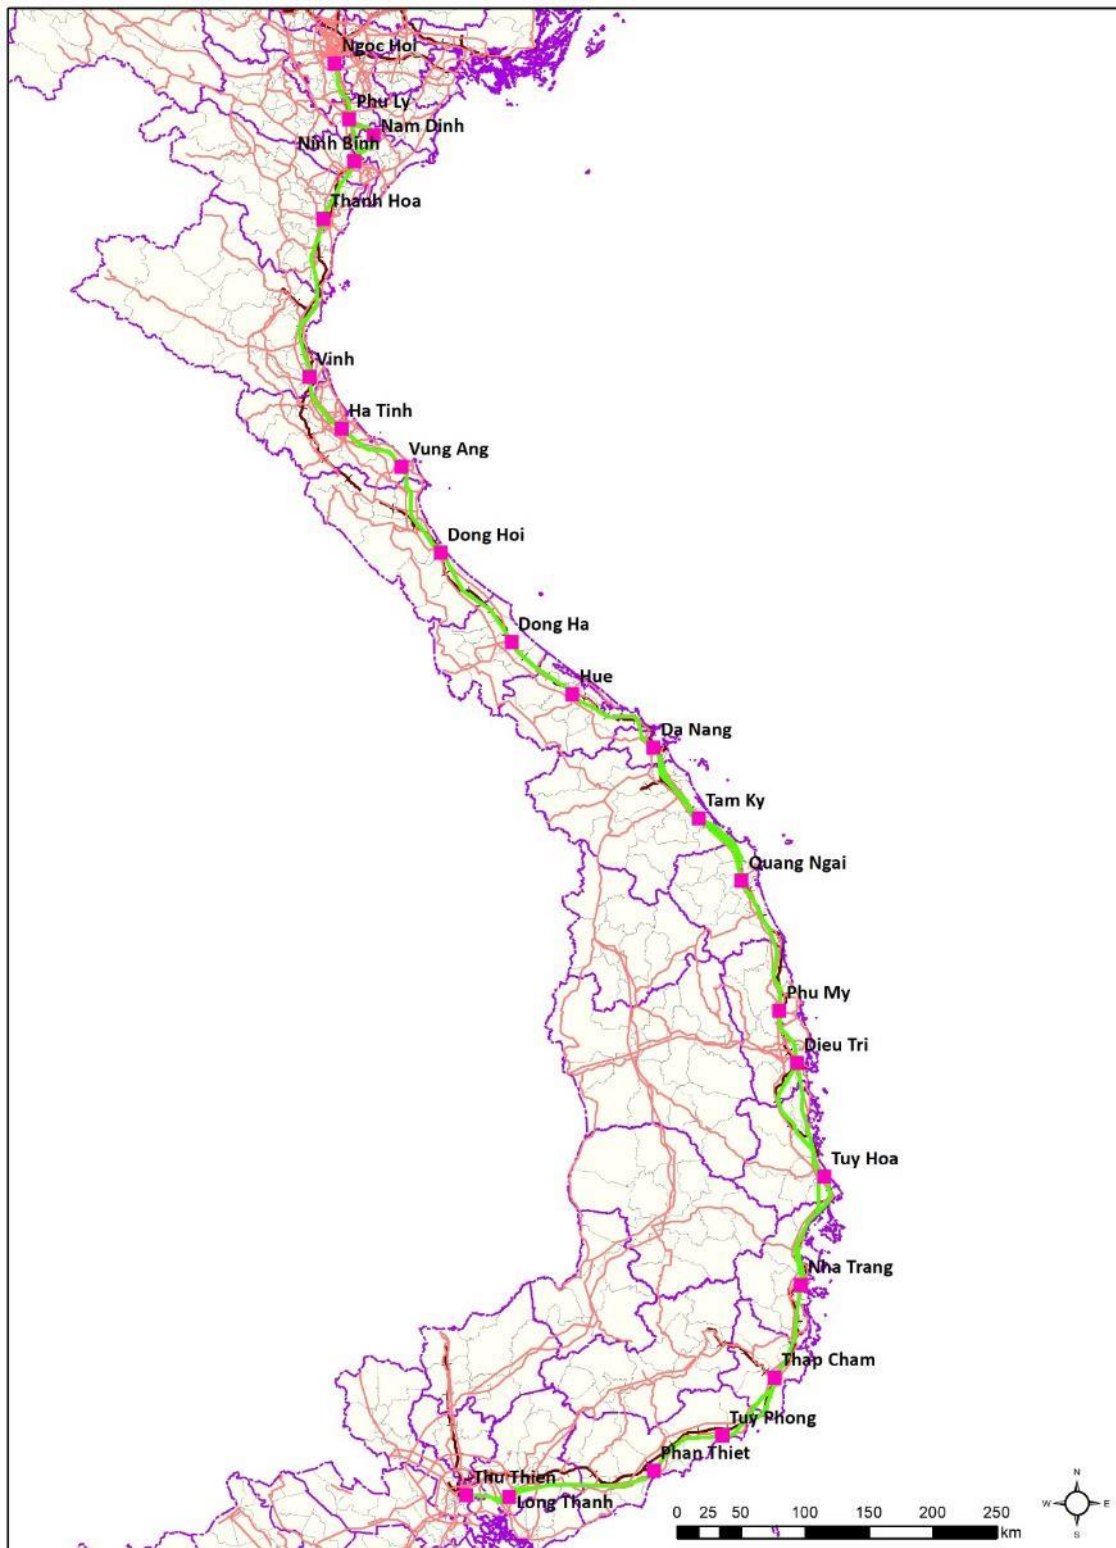 Ngoc Hoi
Phu Ly
Nam Dinh
Ninh Binh
Thanh Hoa
Vinh
Ha Tinh
Vung Ang
Dong Hoi
Dong Ha
Hue
Da Nang
Tam Ky
Quang Ngai
Phu My
Dieu Tri
Tuy Hoa
Nha Trang
Thap Cham
Tuy Phong
Phan Thiet
Thu Thien
Long Thanh
0 25 50 100 150 200 250
km
N
W E
S